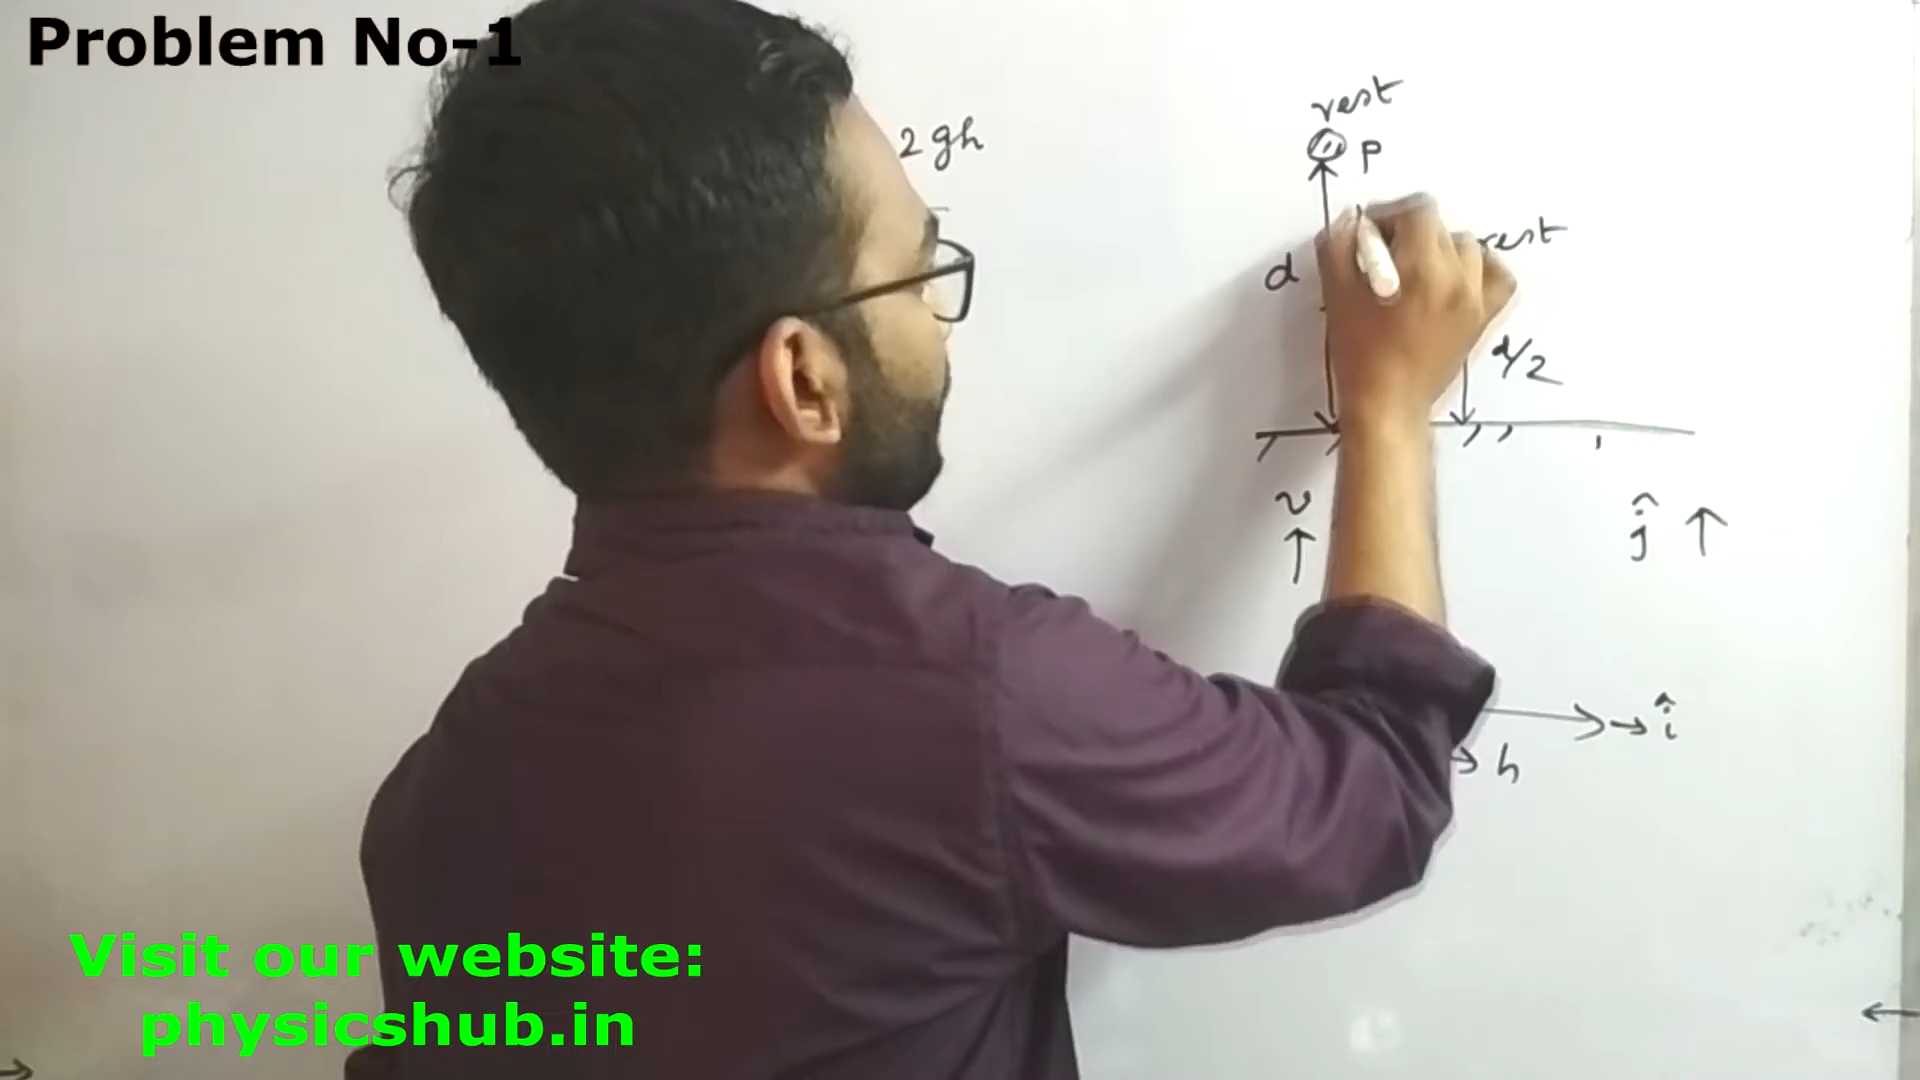 Problem No-1
2gh
rest
P
rest
d
d/2
v
ĵ
î
h
Visit our website:
physicshub.in